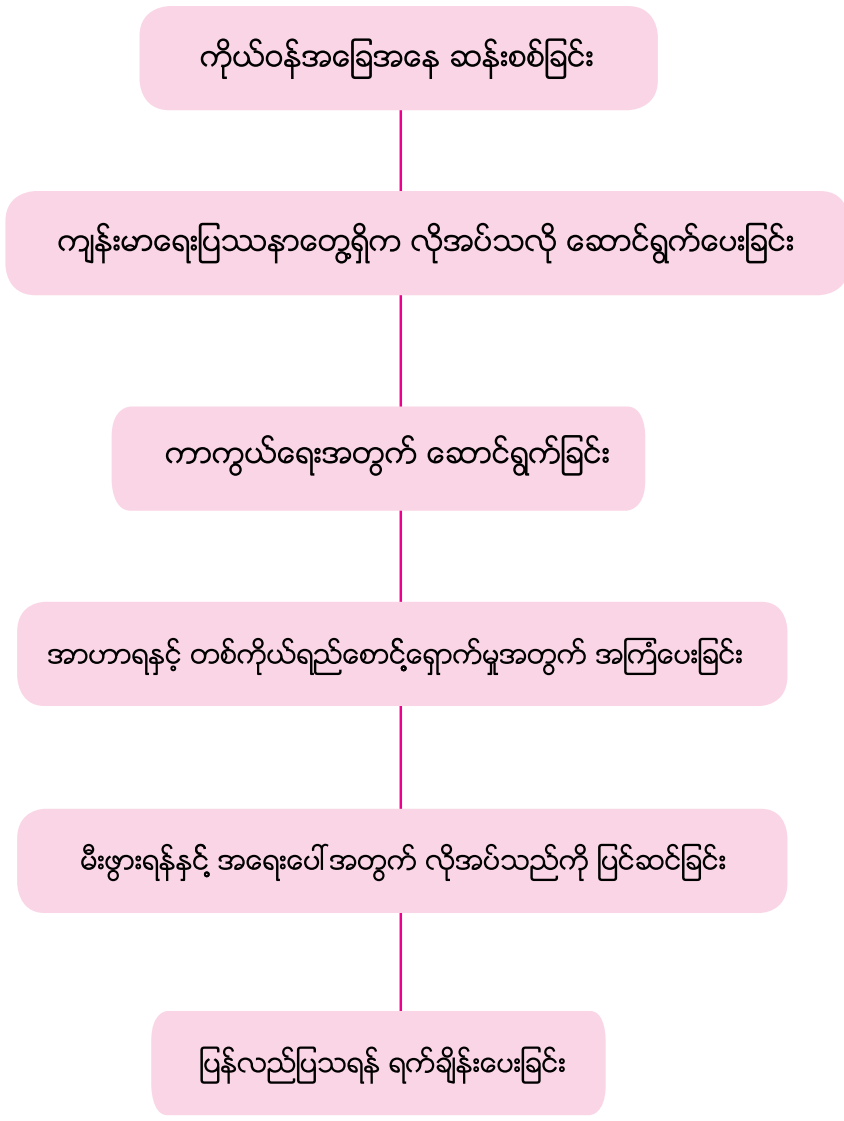 ကိုယ်ဝန်အခြေအနေ ဆန်းစစ်ခြင်း
ကျန်းမာရေးပြဿနာတွေ့ရှိက လိုအပ်သလို ဆောင်ရွက်ပေးခြင်း
ကာကွယ်ရေးအတွက် ဆောင်ရွက်ခြင်း
အာဟာရနှင့် တစ်ကိုယ်ရည်စောင့်ရှောက်မှုအတွက် အကြံပေးခြင်း
မီးဖွားရန်နှင့် အရေးပေါ်အတွက် လိုအပ်သည်ကို ပြင်ဆင်ခြင်း
ပြန်လည်ပြသရန် ရက်ချိန်းပေးခြင်း